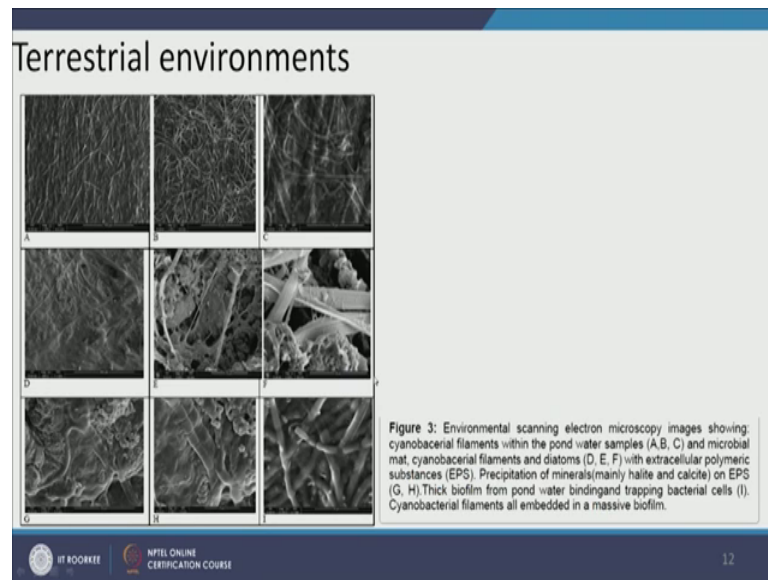 Terrestrial environments
A
B
C
D
E
F
G
H
I
Figure 3: Environmental scanning electron microscopy images showing:
cyanobacerial filaments within the pond water samples (A,B, C) and microbial
mat, cyanobacerial filaments and diatoms (D, E, F) with extracellular polymeric
substances (EPS). Precipitation of minerals(mainly halite and calcite) on EPS
(G, H).Thick biofilm from pond water bindingand trapping bacterial cells (I).
Cyanobacterial filaments all embedded in a massive biofilm.
IIT ROORKEE
NPTEL ONLINE
CERTIFICATION COURSE
12